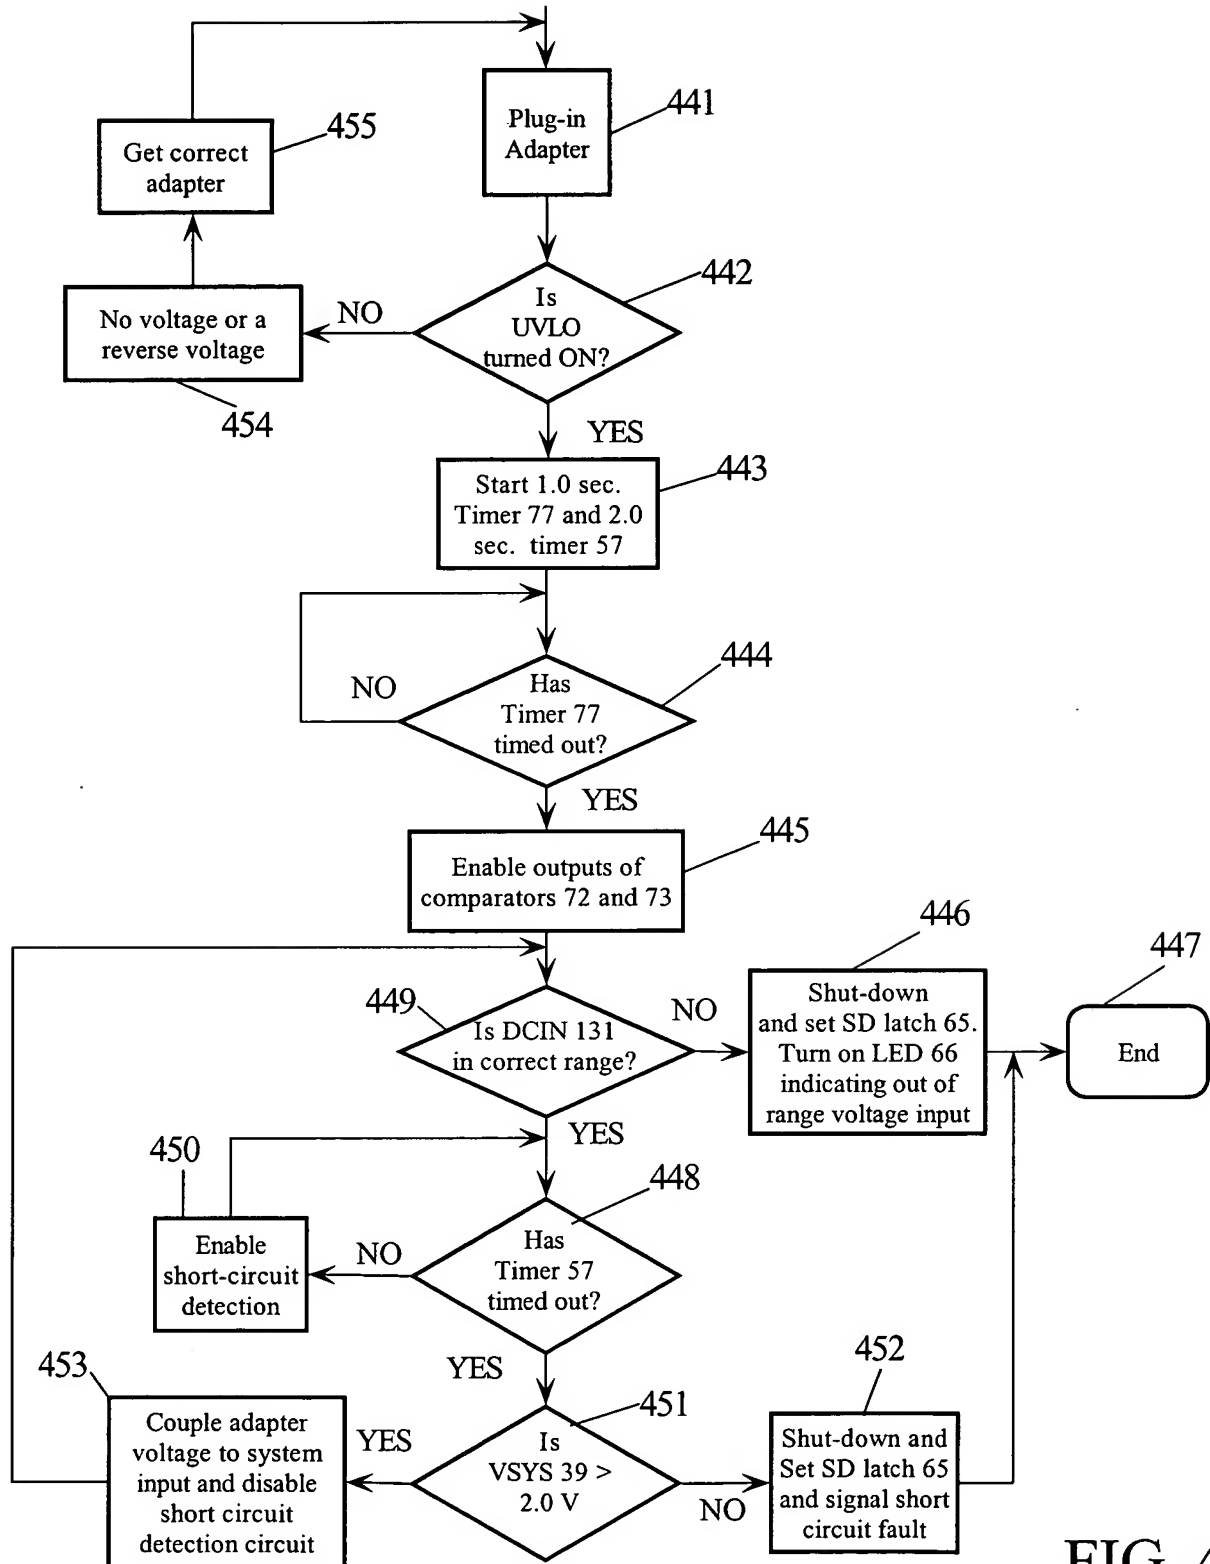 Plug-in
Adapter
441
Get correct
adapter
455
Is
UVLO
turned ON?
442
NO
No voltage or a
reverse voltage
454
YES
Start 1.0 sec.
Timer 77 and 2.0
sec. timer 57
443
Has
Timer 77
timed out?
444
NO
YES
Enable outputs of
comparators 72 and 73
445
449
Is DCIN 131
in correct range?
NO
446
Shut-down
and set SD latch 65.
Turn on LED 66
indicating out of
range voltage input
447
End
YES
450
Enable
short-circuit
detection
NO
448
Has
Timer 57
timed out?
YES
453
Couple adapter
voltage to system
input and disable
short circuit
detection circuit
YES
451
Is
VSYS 39 >
2.0 V
NO
452
Shut-down and
Set SD latch 65
and signal short
circuit fault
FIG. 4